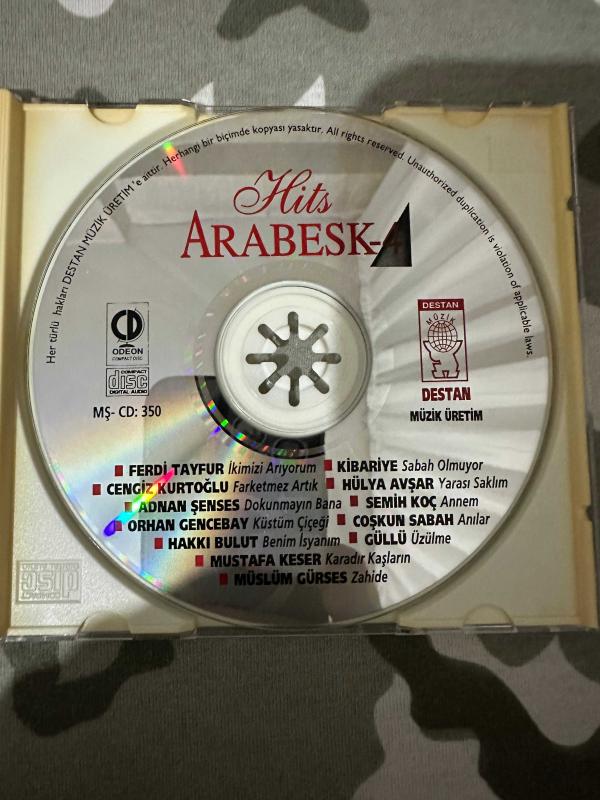 Her türlü hakları DESTAN MÜZİK ÜRETİM'e aittir. Herhangi bir biçimde kopyası yasaktır. All rights reserved. Unauthorized duplication is violation of applicable laws.
Hits
ARABESK-4
CD
ODEON
COMPACT DISC
COMPACT
disc
DIGITAL AUDIO
MŞ- CD: 350
DESTAN
MÜZİK
DESTAN
MÜZİK ÜRETİM
FERDİ TAYFUR İkimizi Arıyorum KİBARİYE Sabah Olmuyor
CENGİZ KURTOĞLU Farketmez Artık HÜLYA AVŞAR Yarası Saklım
ADNAN ŞENSES Dokunmayın Bana SEMİH KOÇ Annem
ORHAN GENCEBAY Küstüm Çiçeği COŞKUN SABAH Anılar
HAKKI BULUT Benim İsyanım GÜLLÜ Üzülme
MUSTAFA KESER Karadır Kaşların
MÜSLÜM GÜRSES Zahide
disc